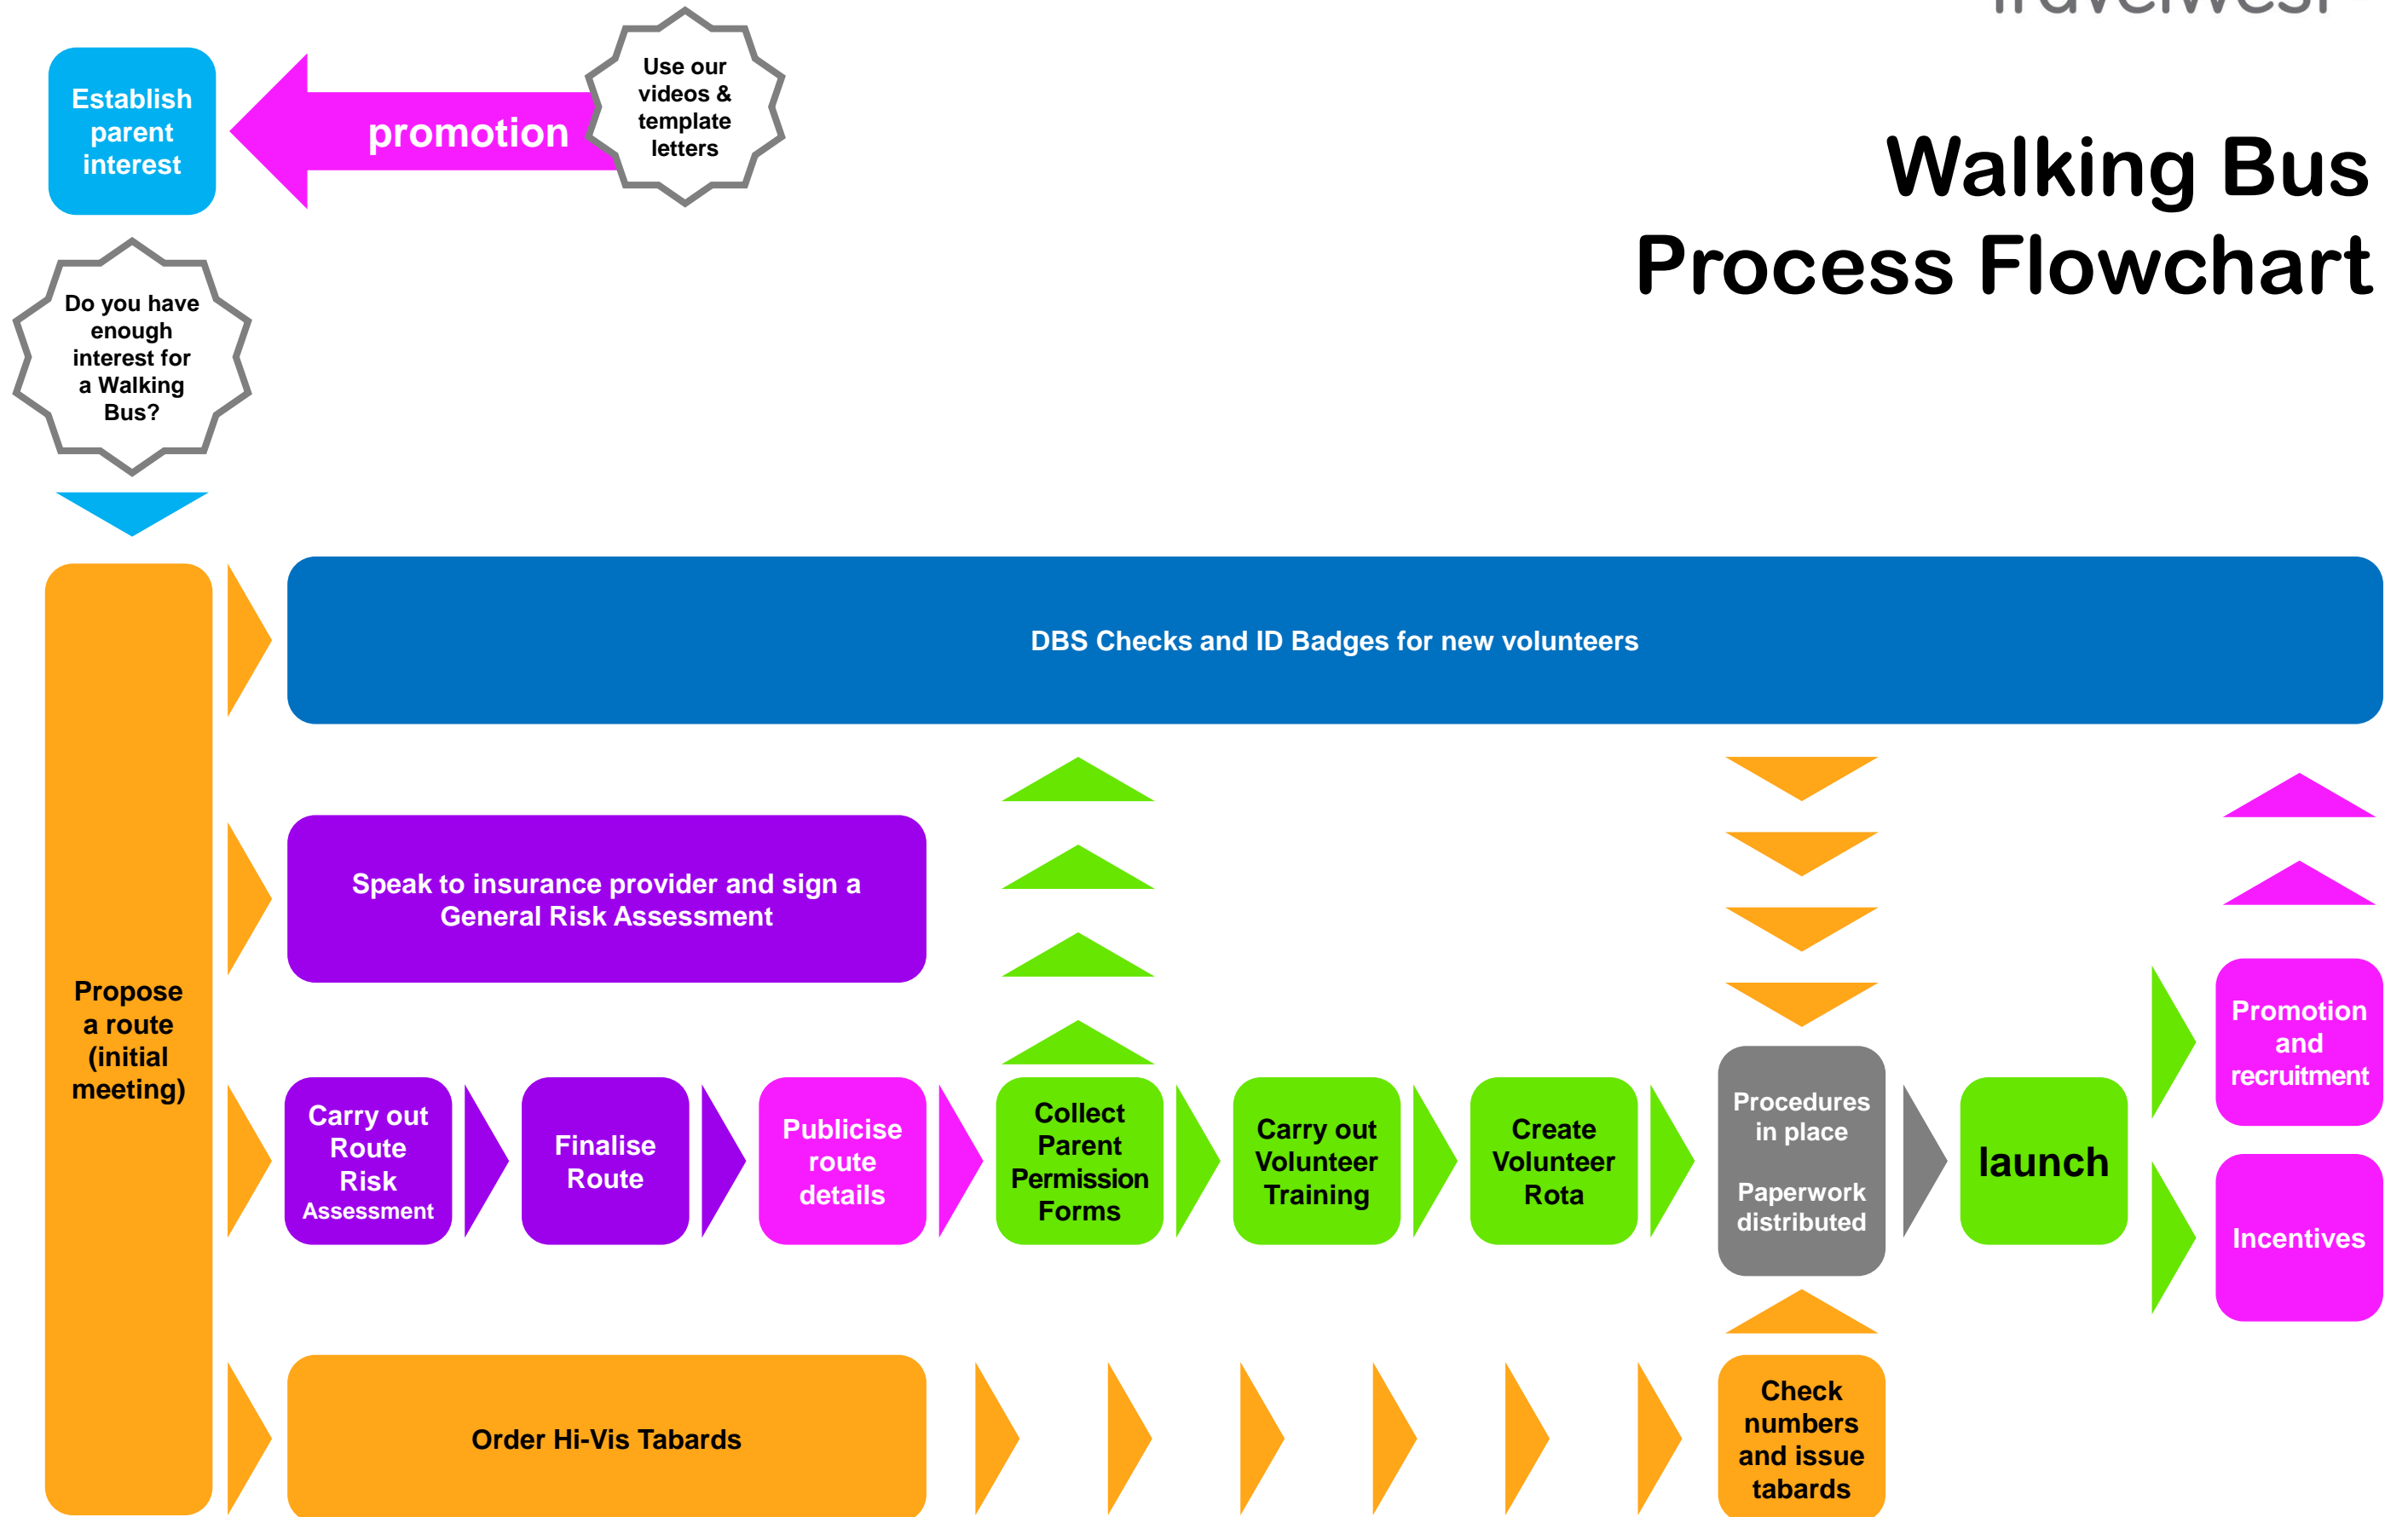 Establish
parent
interest
promotion
Use our
videos &
template
letters
Walking Bus
Process Flowchart
Do you have
enough
interest for
a Walking
Bus?
Propose
a route
(initial
meeting)
DBS Checks and ID Badges for new volunteers
Speak to insurance provider and sign a
General Risk Assessment
Carry out
Route
Risk
Assessment
Finalise
Route
Publicise
route
details
Collect
Parent
Permission
Forms
Carry out
Volunteer
Training
Create
Volunteer
Rota
Procedures
in place
Paperwork
distributed
launch
Promotion
and
recruitment
Incentives
Order Hi-Vis Tabards
Check
numbers
and issue
tabards